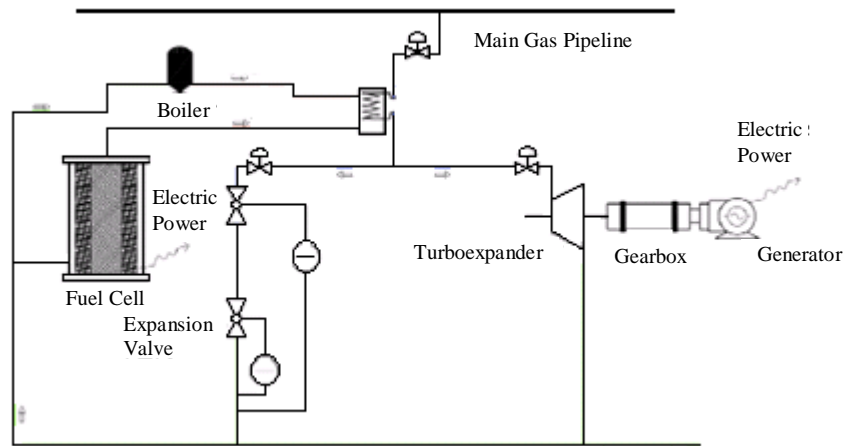 Main Gas Pipeline
Boiler
Electric
Power
Electric
Power
Turboexpander
Gearbox
Generator
Fuel Cell
Expansion
Valve